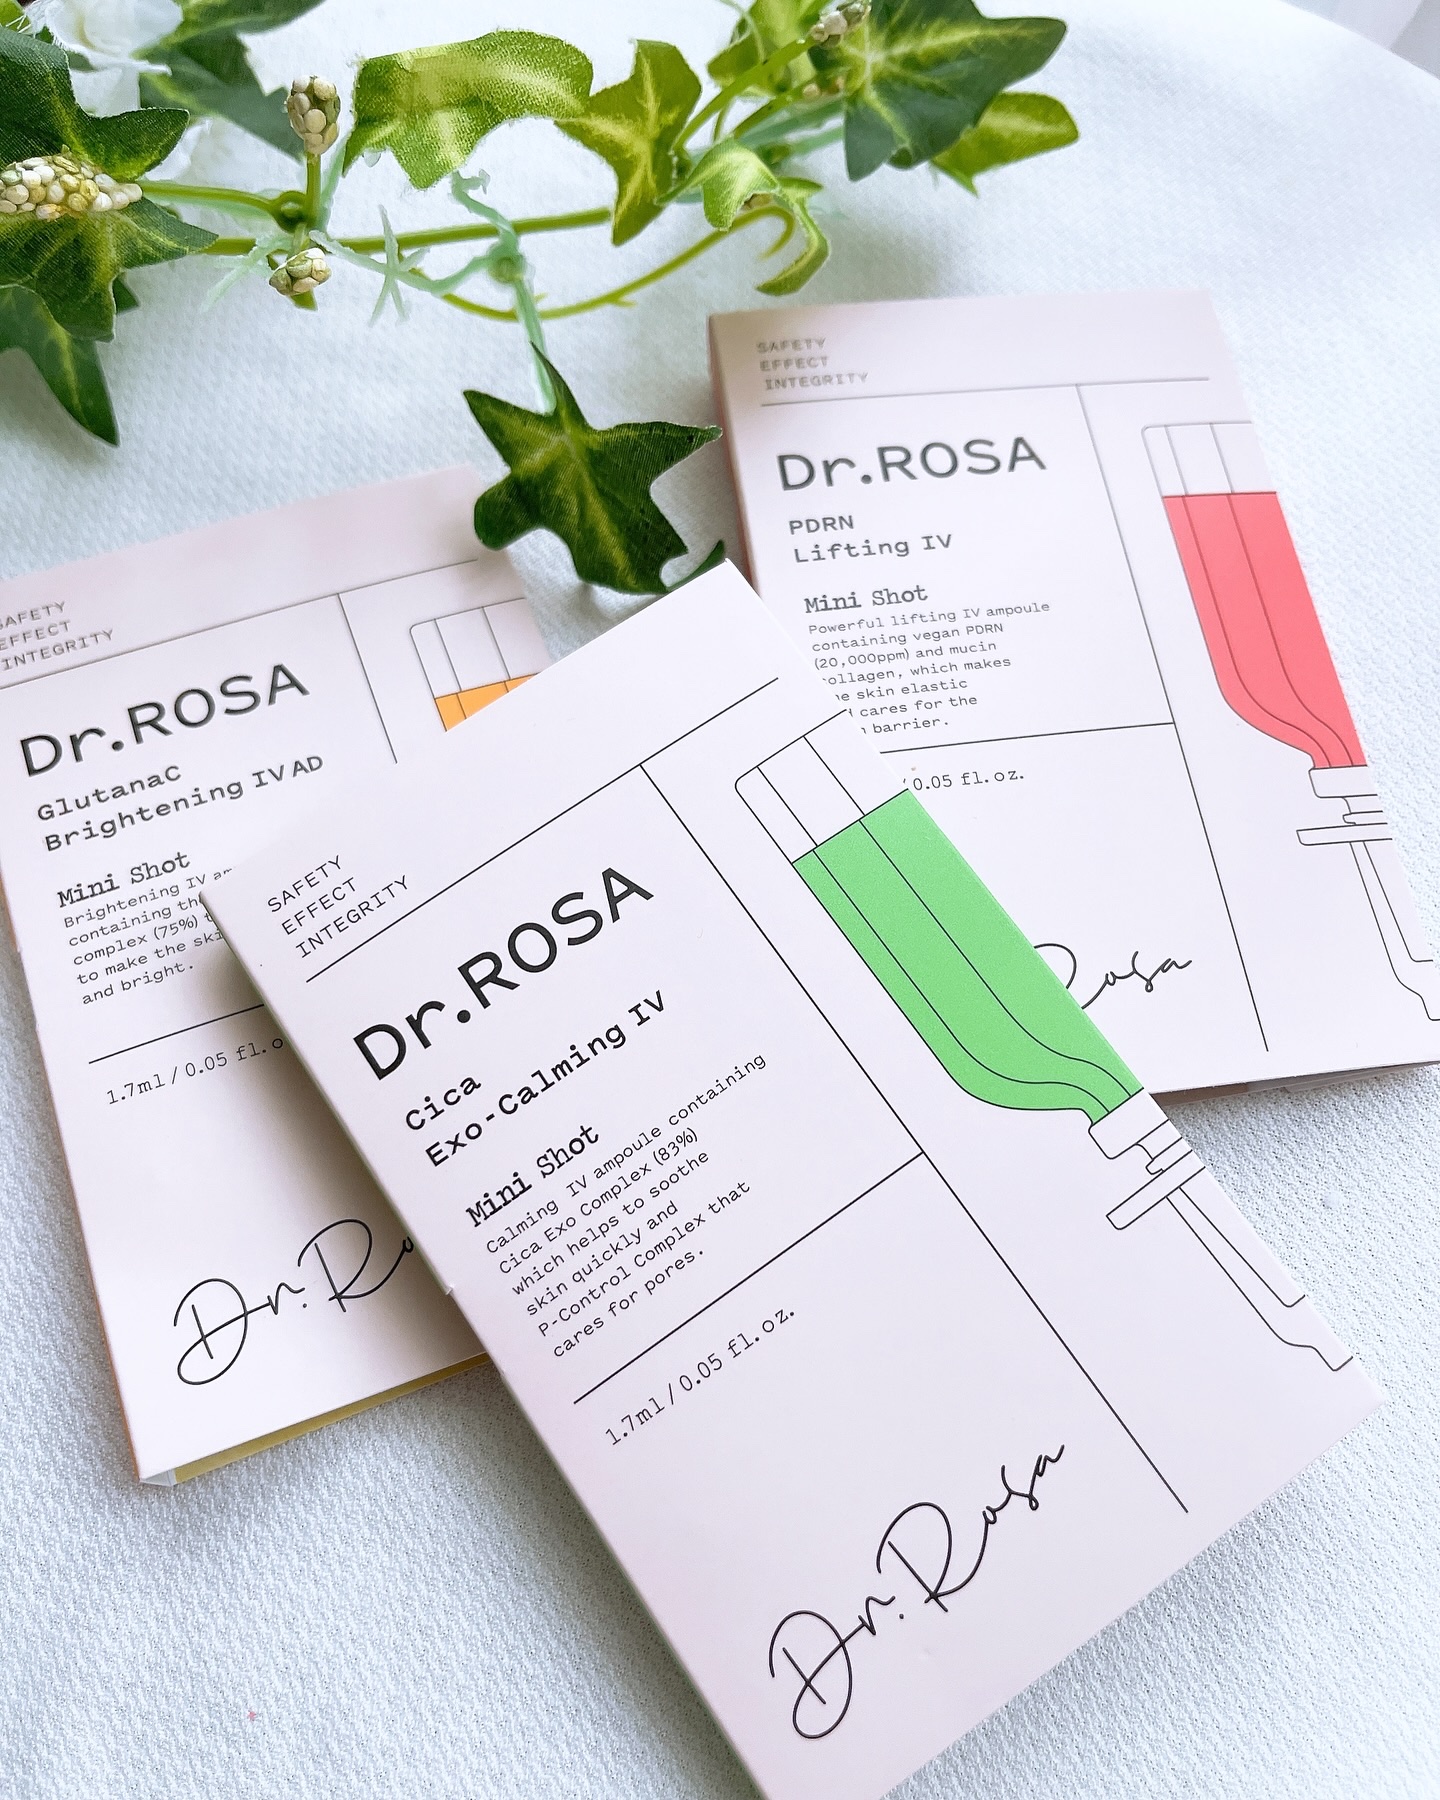 SAFETY
EFFECT
INTEGRITY
Dr.ROSA
PDRN
Lifting IV
Mini Shot
Powerful lifting IV ampoule
containing vegan PDRN
(20,000ppm) and mucin
which makes
skin elastic
cares for the
barrier.
0.05 fl.oz.
Rosa
SAFETY
EFFECT
INTEGRITY
Dr.ROSA
GlutanaC
Brightening IV AD
Mini Shot
Brightening IV
containing
complex (75%)
to make the
and bright.
1.7ml / 0.05
Dr.
SAFETY
EFFECT
INTEGRITY
Dr.ROSA
Cica
Exo-Calming IV
Mini Shot
Calming IV ampoule containing
Cica Exo Complex (83%)
which helps to soothe
skin quickly and
P-Control Complex that
cares for pores.
1.7ml / 0.05 fl.oz.
Dr.Rosa